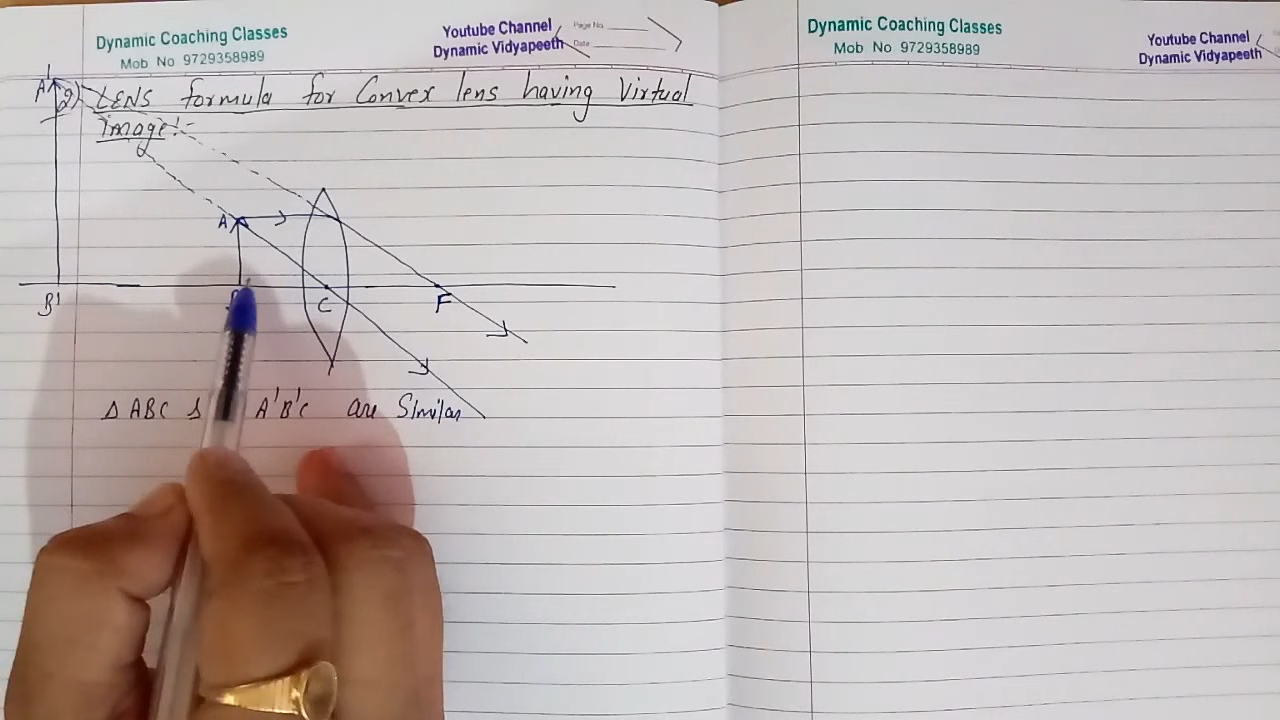 Dynamic Coaching Classes
Mob No 9729358989
Youtube Channel
Dynamic Vidyapeeth
Page No.
Date
Dynamic Coaching Classes
Mob No 9729358989
Youtube Channel
Dynamic Vidyapeeth
2) LENS formula for Convex lens having Virtual
image:-
A'
A
B'
C
F
Δ ABC & A'B'C are Similar